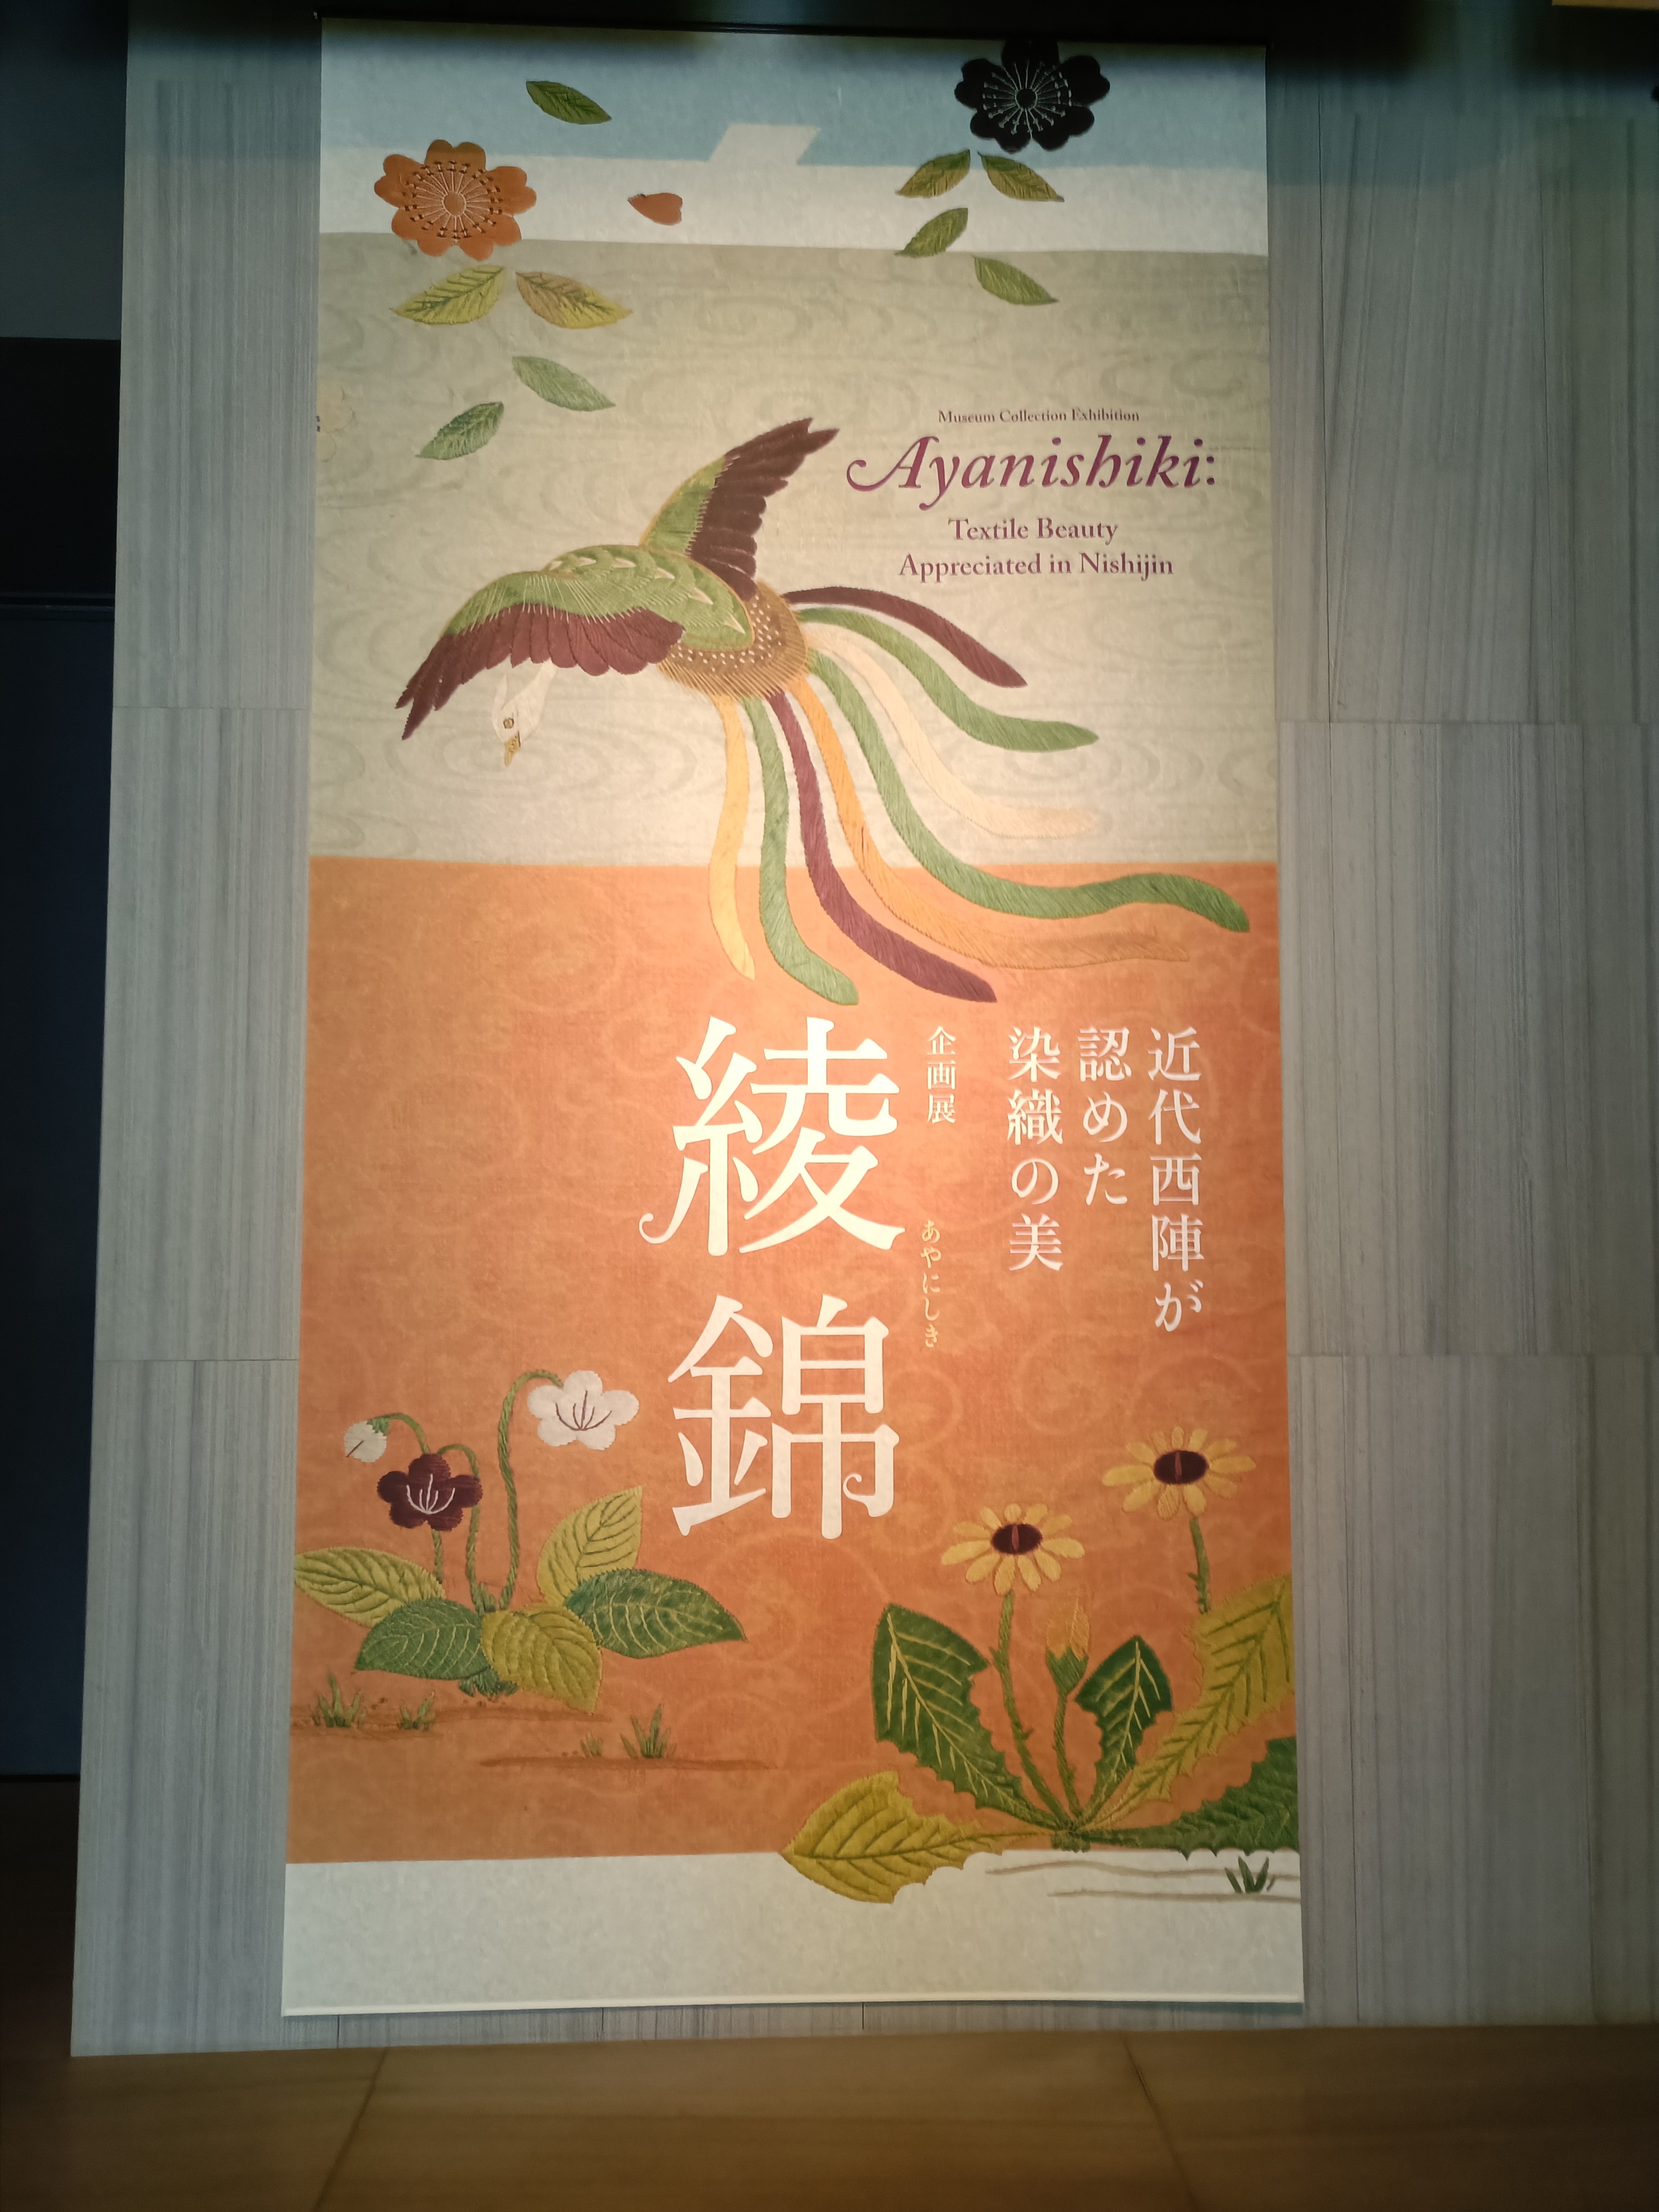 Museum Collection Exhibition
Ayanishiki:
Textile Beauty
Appreciated in Nishijin
近代西陣が
認めた
染織の美
企画展
綾錦
あやにしき